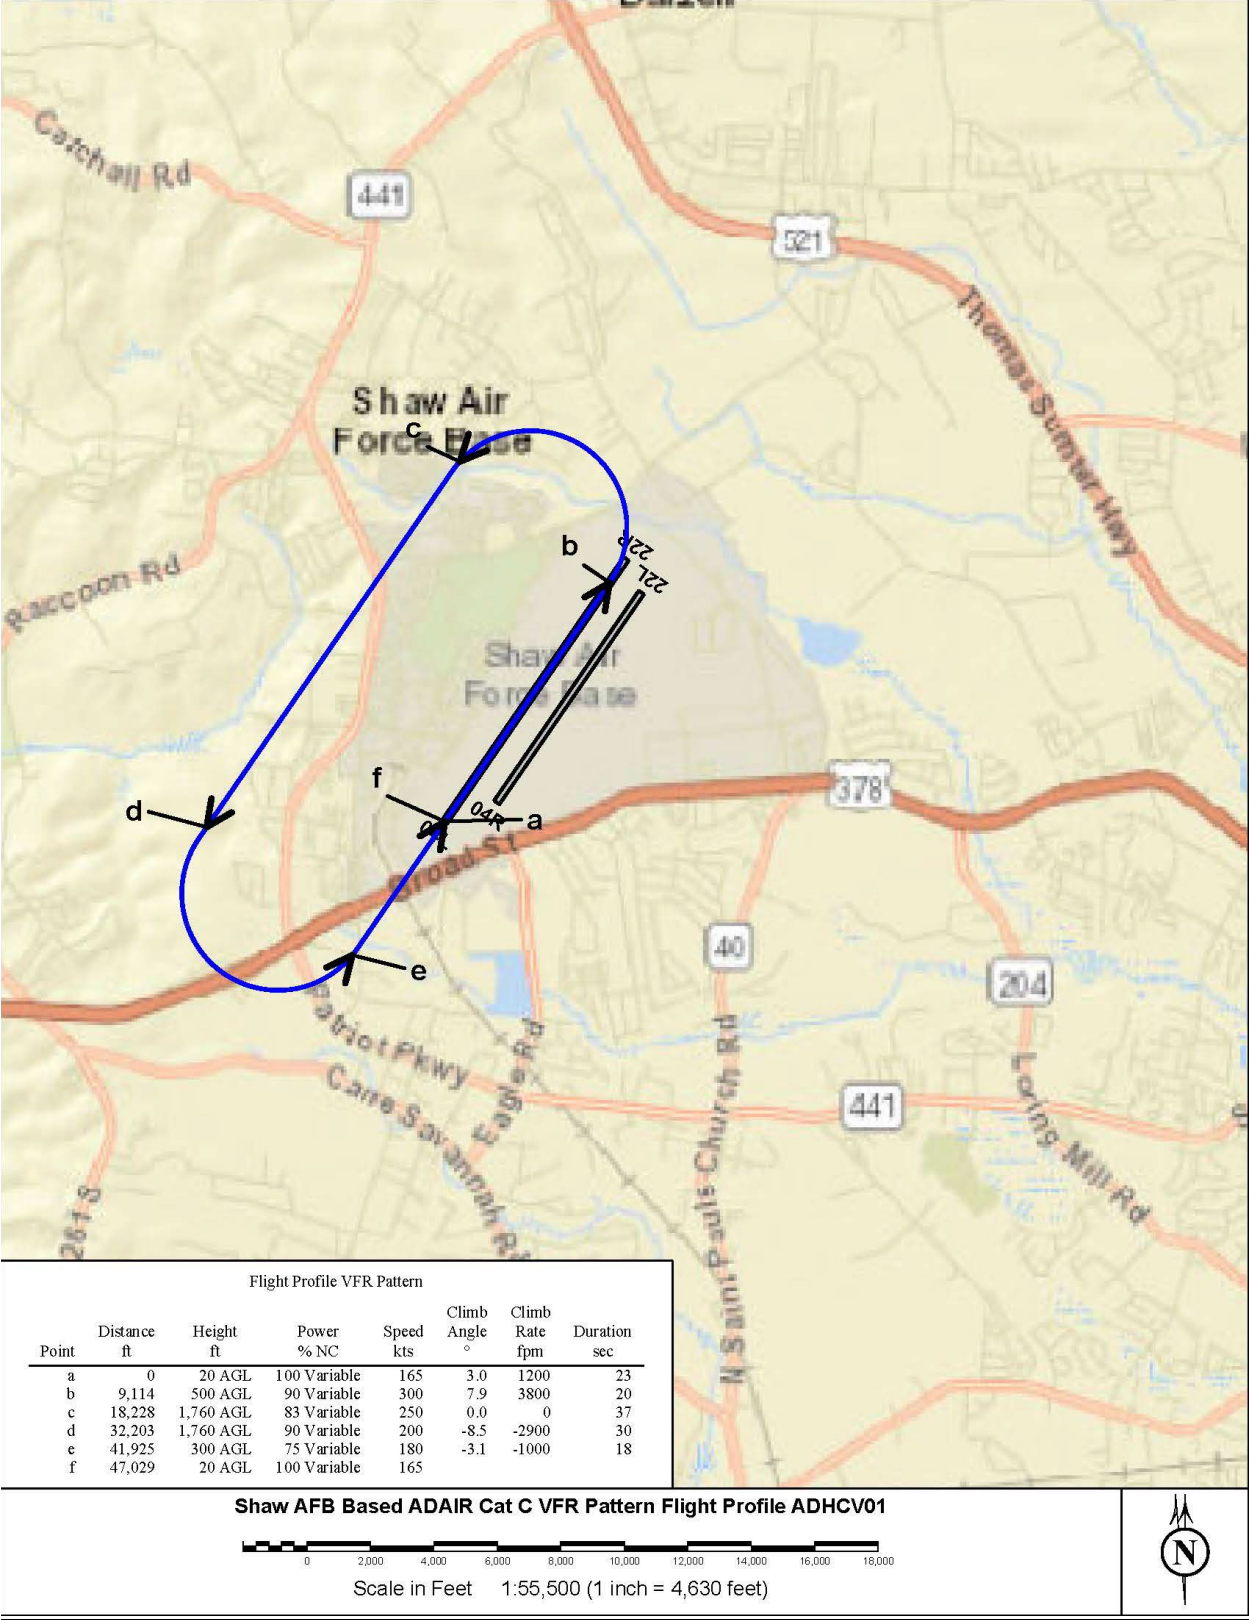 Dalzell
Catchall Rd
441
521
Thomas Sumter Hwy
Shaw Air
Force Base
c
Raccoon Rd
b
22R
22L
Shaw Air
Force Base
f
378
d
04R
a
Broad St
e
40
204
Patriot Pkwy
Cane Savannah Rd
Eagle Rd
N Saint Pauls Church Rd
441
Loring Mill Rd
261 S
Flight Profile VFR Pattern
Point Distance ft Height ft Power % NC Speed kts Climb Angle ° Climb Rate fpm Duration sec
a 0 20 AGL 100 Variable 165 3.0 1200 23
b 9,114 500 AGL 90 Variable 300 7.9 3800 20
c 18,228 1,760 AGL 83 Variable 250 0.0 0 37
d 32,203 1,760 AGL 90 Variable 200 -8.5 -2900 30
e 41,925 300 AGL 75 Variable 180 -3.1 -1000 18
f 47,029 20 AGL 100 Variable 165
Shaw AFB Based ADAIR Cat C VFR Pattern Flight Profile ADHCV01
0 2,000 4,000 6,000 8,000 10,000 12,000 14,000 16,000 18,000
Scale in Feet 1:55,500 (1 inch = 4,630 feet)
N